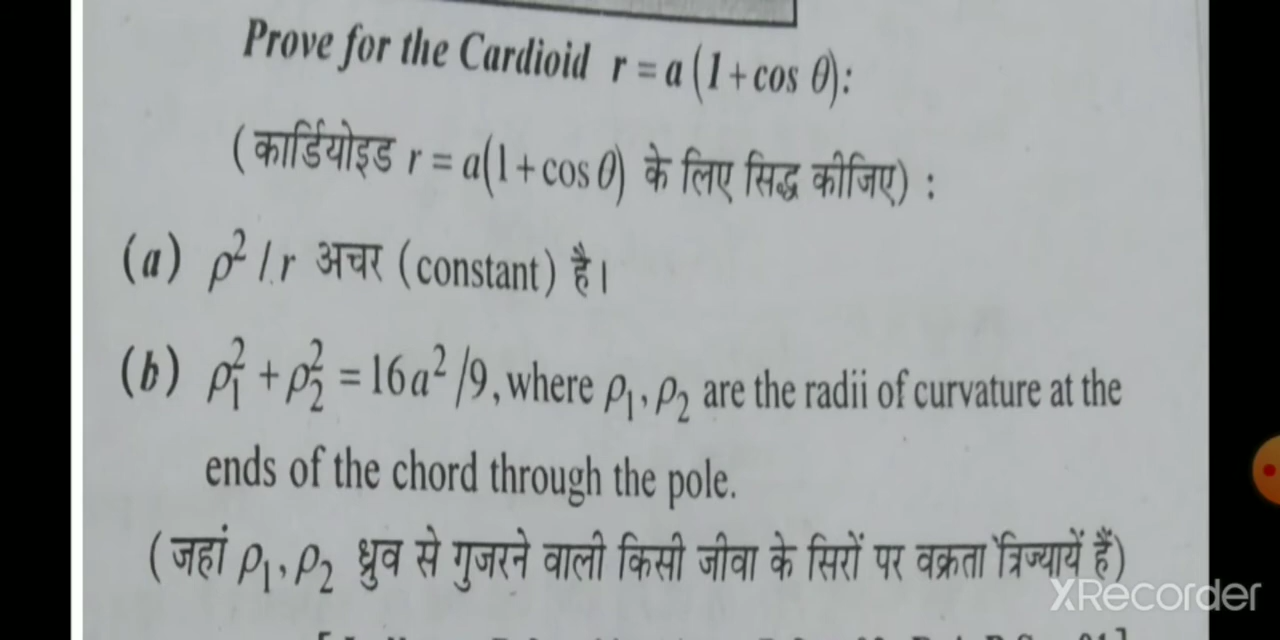 Prove for the Cardioid r = a (1 + cos θ):
( कार्डियोइड r = a(1 + cos θ) के लिए सिद्ध कीजिए) :
(a) ρ² / r अचर (constant) है।
(b) ρ₁² + ρ₂² = 16a² /9, where ρ₁, ρ₂ are the radii of curvature at the
ends of the chord through the pole.
( जहां ρ₁, ρ₂ ध्रुव से गुजरने वाली किसी जीवा के सिरों पर वक्रता त्रिज्यायें हैं)
XRecorder